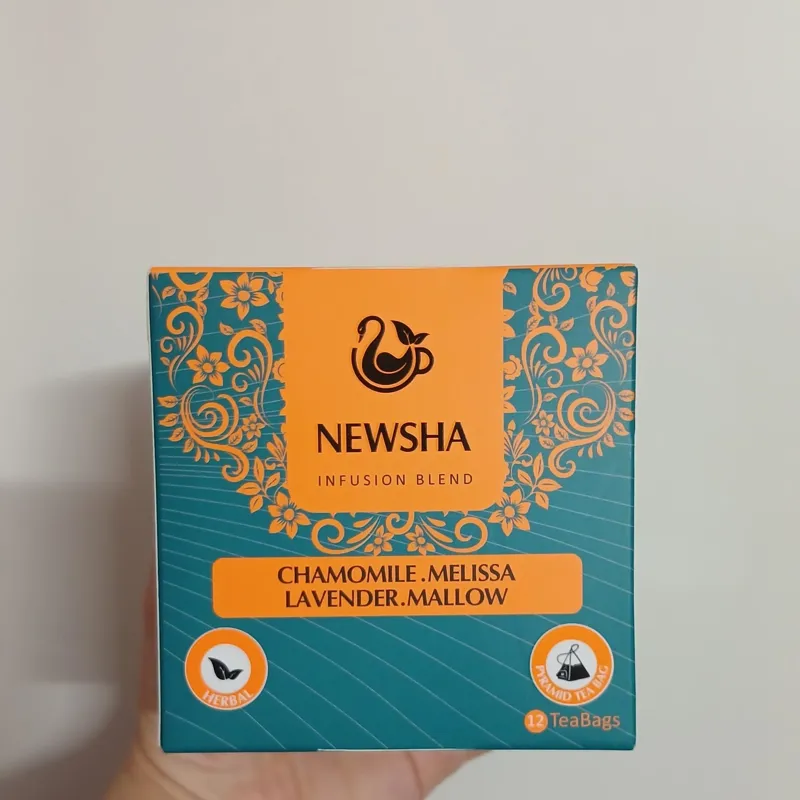 NEWSHA
INFUSION BLEND
CHAMOMILE.MELISSA
LAVENDER.MALLOW
HERBAL
PYRAMID TEA BAG
12 TeaBags